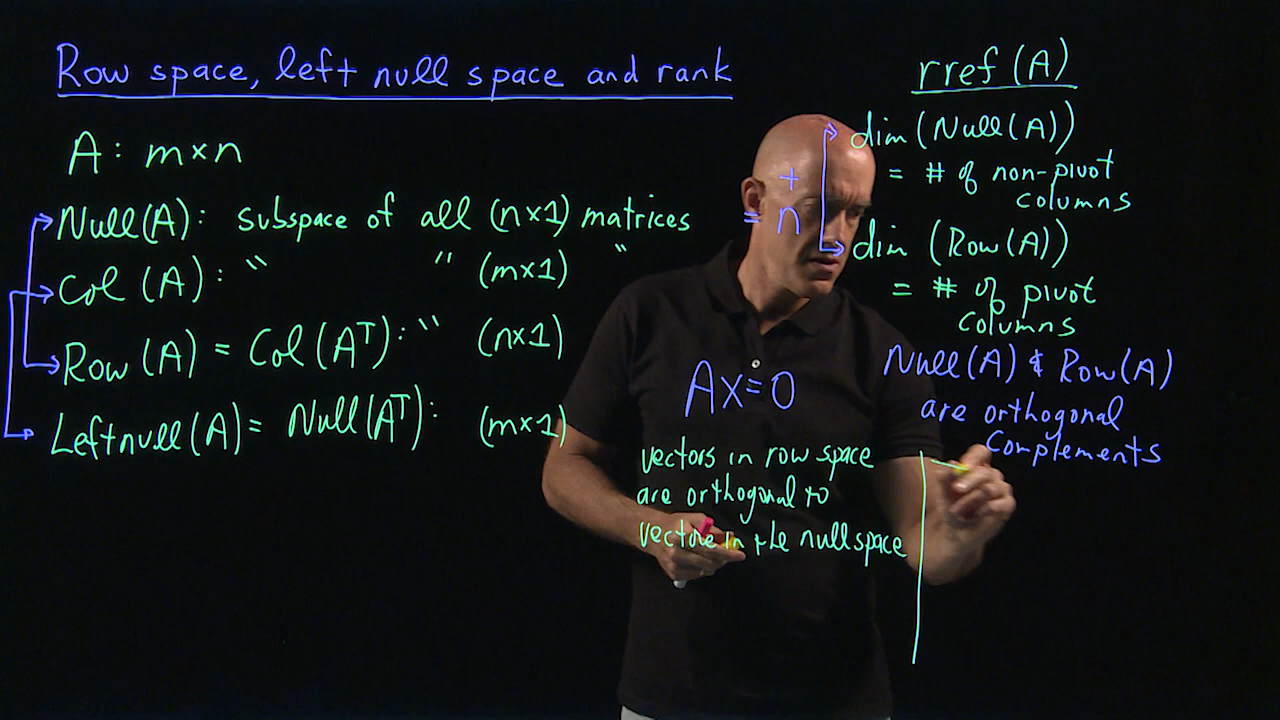 Row space, left null space and rank
A: m×n
Null(A): subspace of all (n×1) matrices
Col (A): " " (m×1) "
Row (A) = Col (Aᵀ): " (n×1)
Leftnull(A) = Null(Aᵀ): (m×1)
Ax=0
vectors in row space
are orthogonal to
vectors in the nullspace
rref (A)
dim (Null(A))
= # of non-pivot
columns
+
= n
dim (Row(A))
= # of pivot
columns
Null(A) & Row(A)
are orthogonal
complements